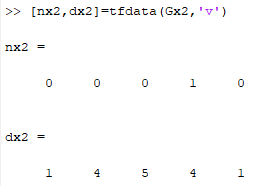 >> [nx2,dx2]=tfdata(Gx2,'v')
nx2 =
0 0 0 1 0
dx2 =
1 4 5 4 1